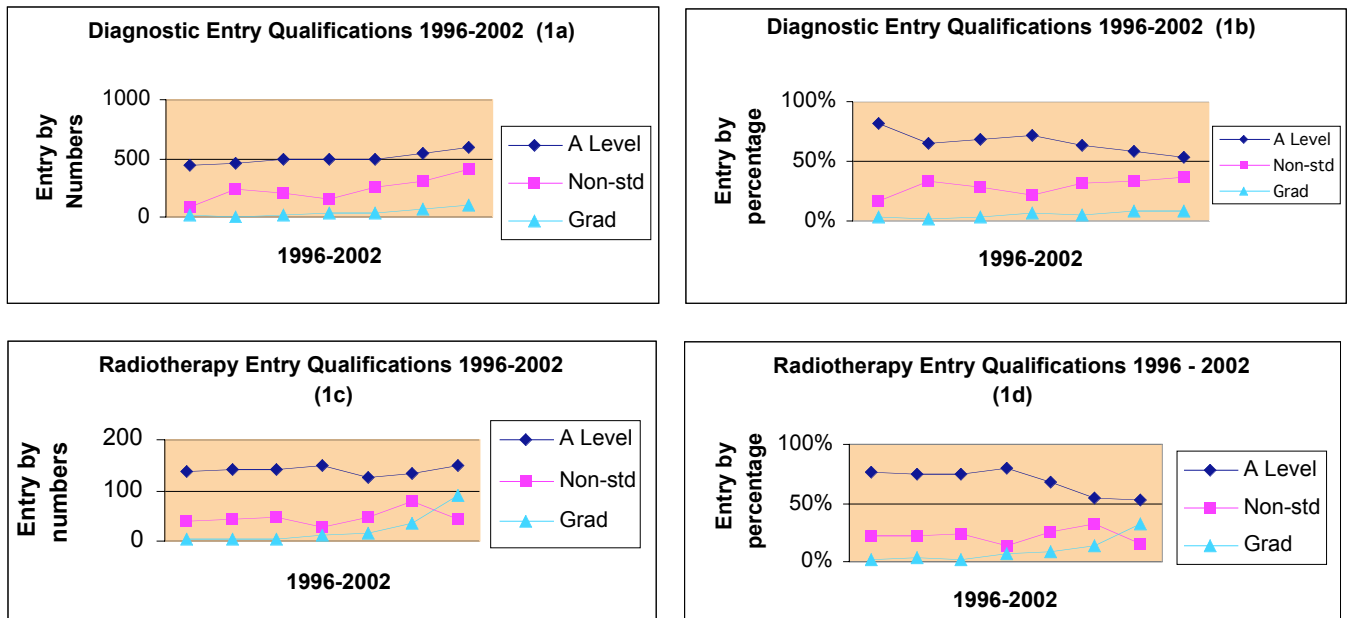 Diagnostic Entry Qualifications 1996-2002 (1a)
Entry by
Numbers
1000
500
0
A Level
Non-std
Grad
1996-2002
Diagnostic Entry Qualifications 1996-2002 (1b)
Entry by
percentage
100%
50%
0%
A Level
Non-std
Grad
1996-2002
Radiotherapy Entry Qualifications 1996-2002
(1c)
Entry by
numbers
200
100
0
A Level
Non-std
Grad
1996-2002
Radiotherapy Entry Qualifications 1996 - 2002
(1d)
Entry by
percentage
100%
50%
0%
A Level
Non-std
Grad
1996-2002